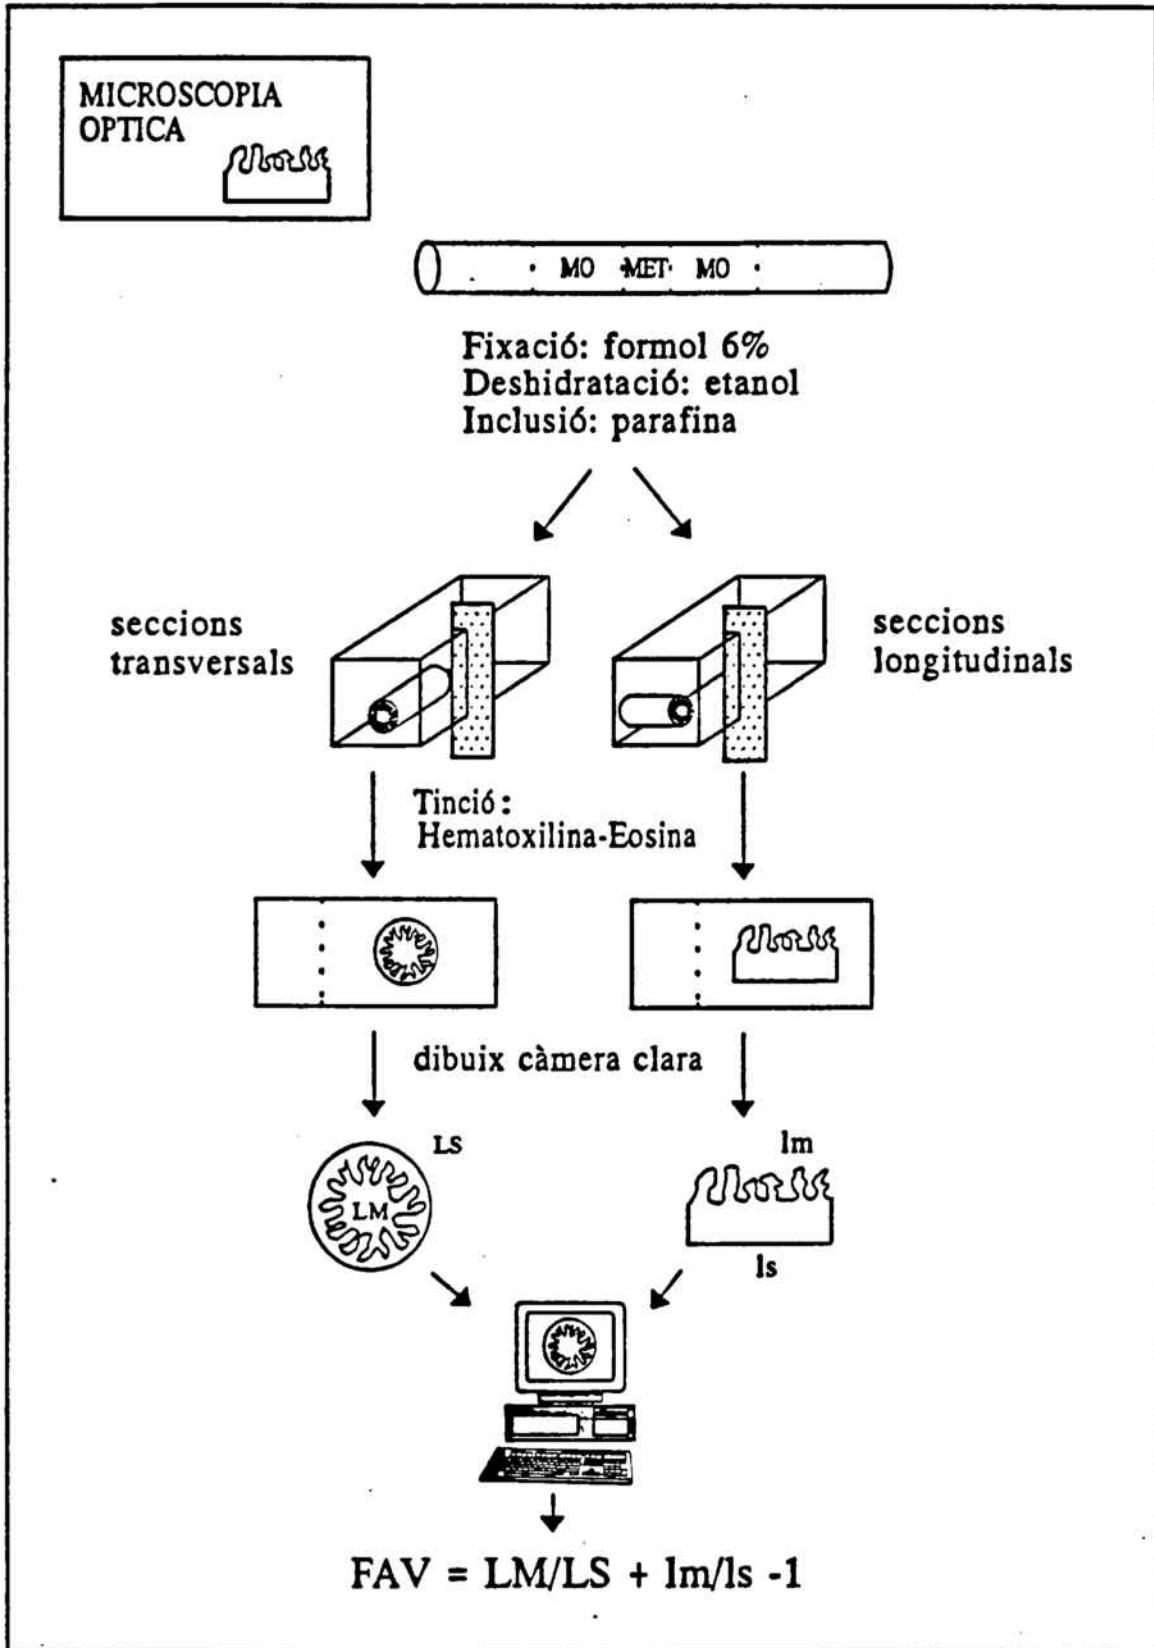 MICROSCOPIA
OPTICA
MO MET MO
Fixació: formol 6%
Deshidratació: etanol
Inclusió: parafina
seccions
transversals
seccions
longitudinals
Tinció:
Hematoxilina-Eosina
dibuix càmera clara
LS
LM
lm
ls
FAV = LM/LS + lm/ls -1